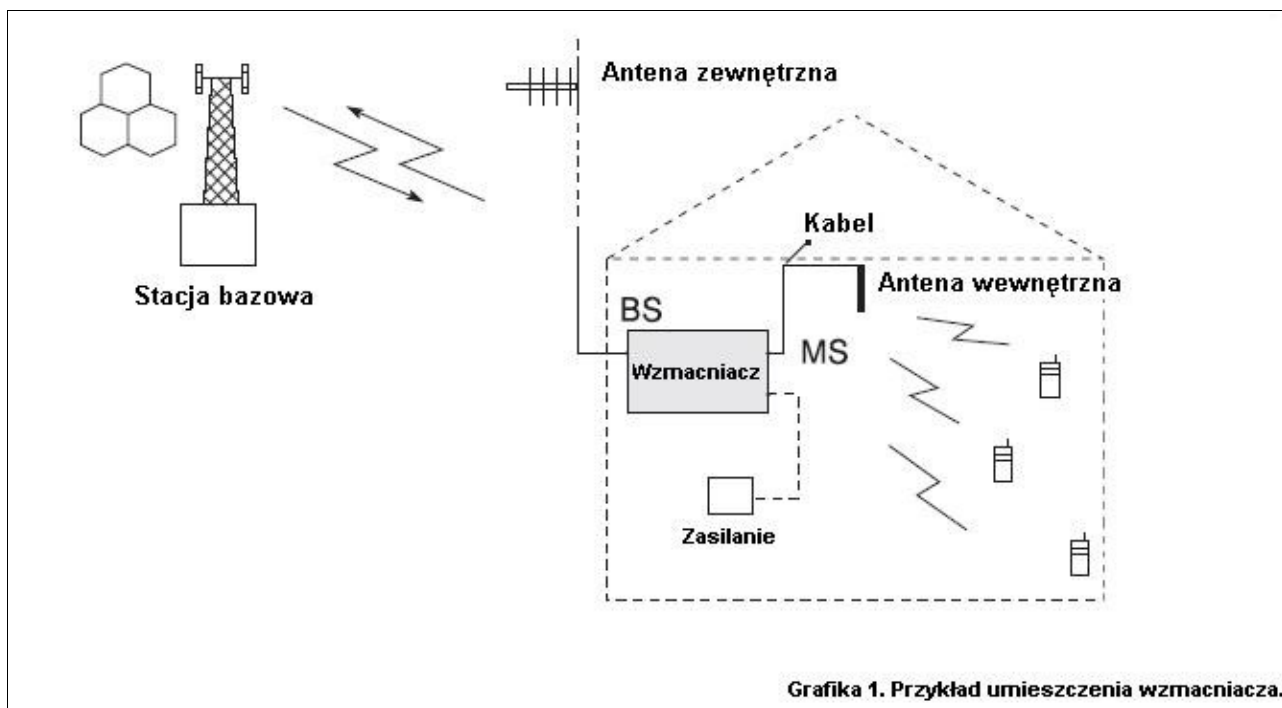 Antena zewnętrzna
Kabel
Stacja bazowa
Antena wewnętrzna
BS
MS
Wzmacniacz
Zasilanie
Grafika 1. Przykład umieszczenia wzmacniacza.